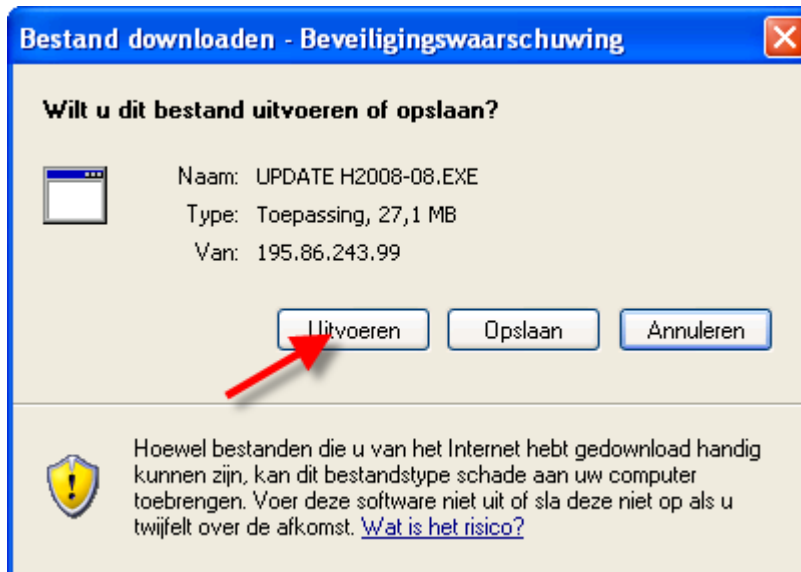 Bestand downloaden - Beveiligingswaarschuwing
Wilt u dit bestand uitvoeren of opslaan?
Naam: UPDATE H2008-08.EXE
Type: Toepassing, 27,1 MB
Van: 195.86.243.99
Uitvoeren Opslaan Annuleren
Hoewel bestanden die u van het Internet hebt gedownload handig
kunnen zijn, kan dit bestandstype schade aan uw computer
toebrengen. Voer deze software niet uit of sla deze niet op als u
twijfelt over de afkomst. Wat is het risico?